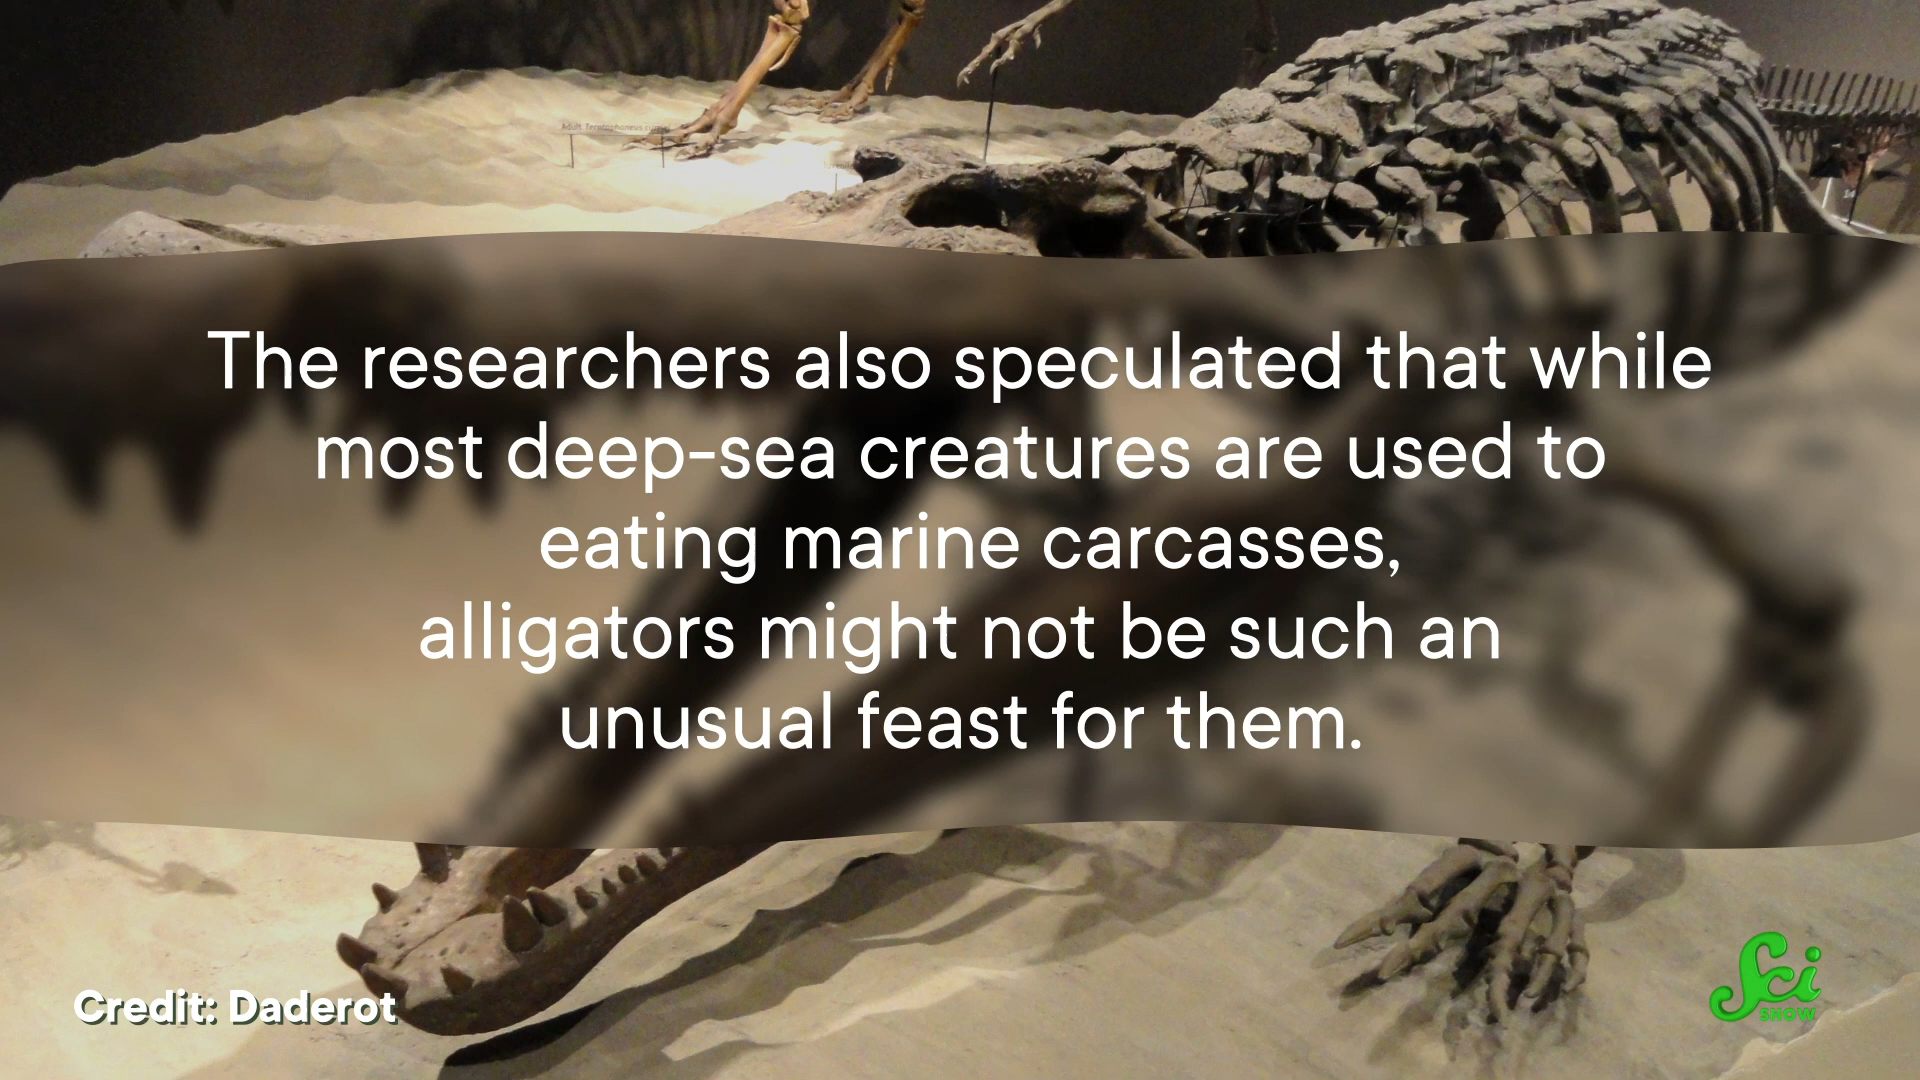 The researchers also speculated that while
most deep-sea creatures are used to
eating marine carcasses,
alligators might not be such an
unusual feast for them.
Credit: Daderot
Sci
SHOW